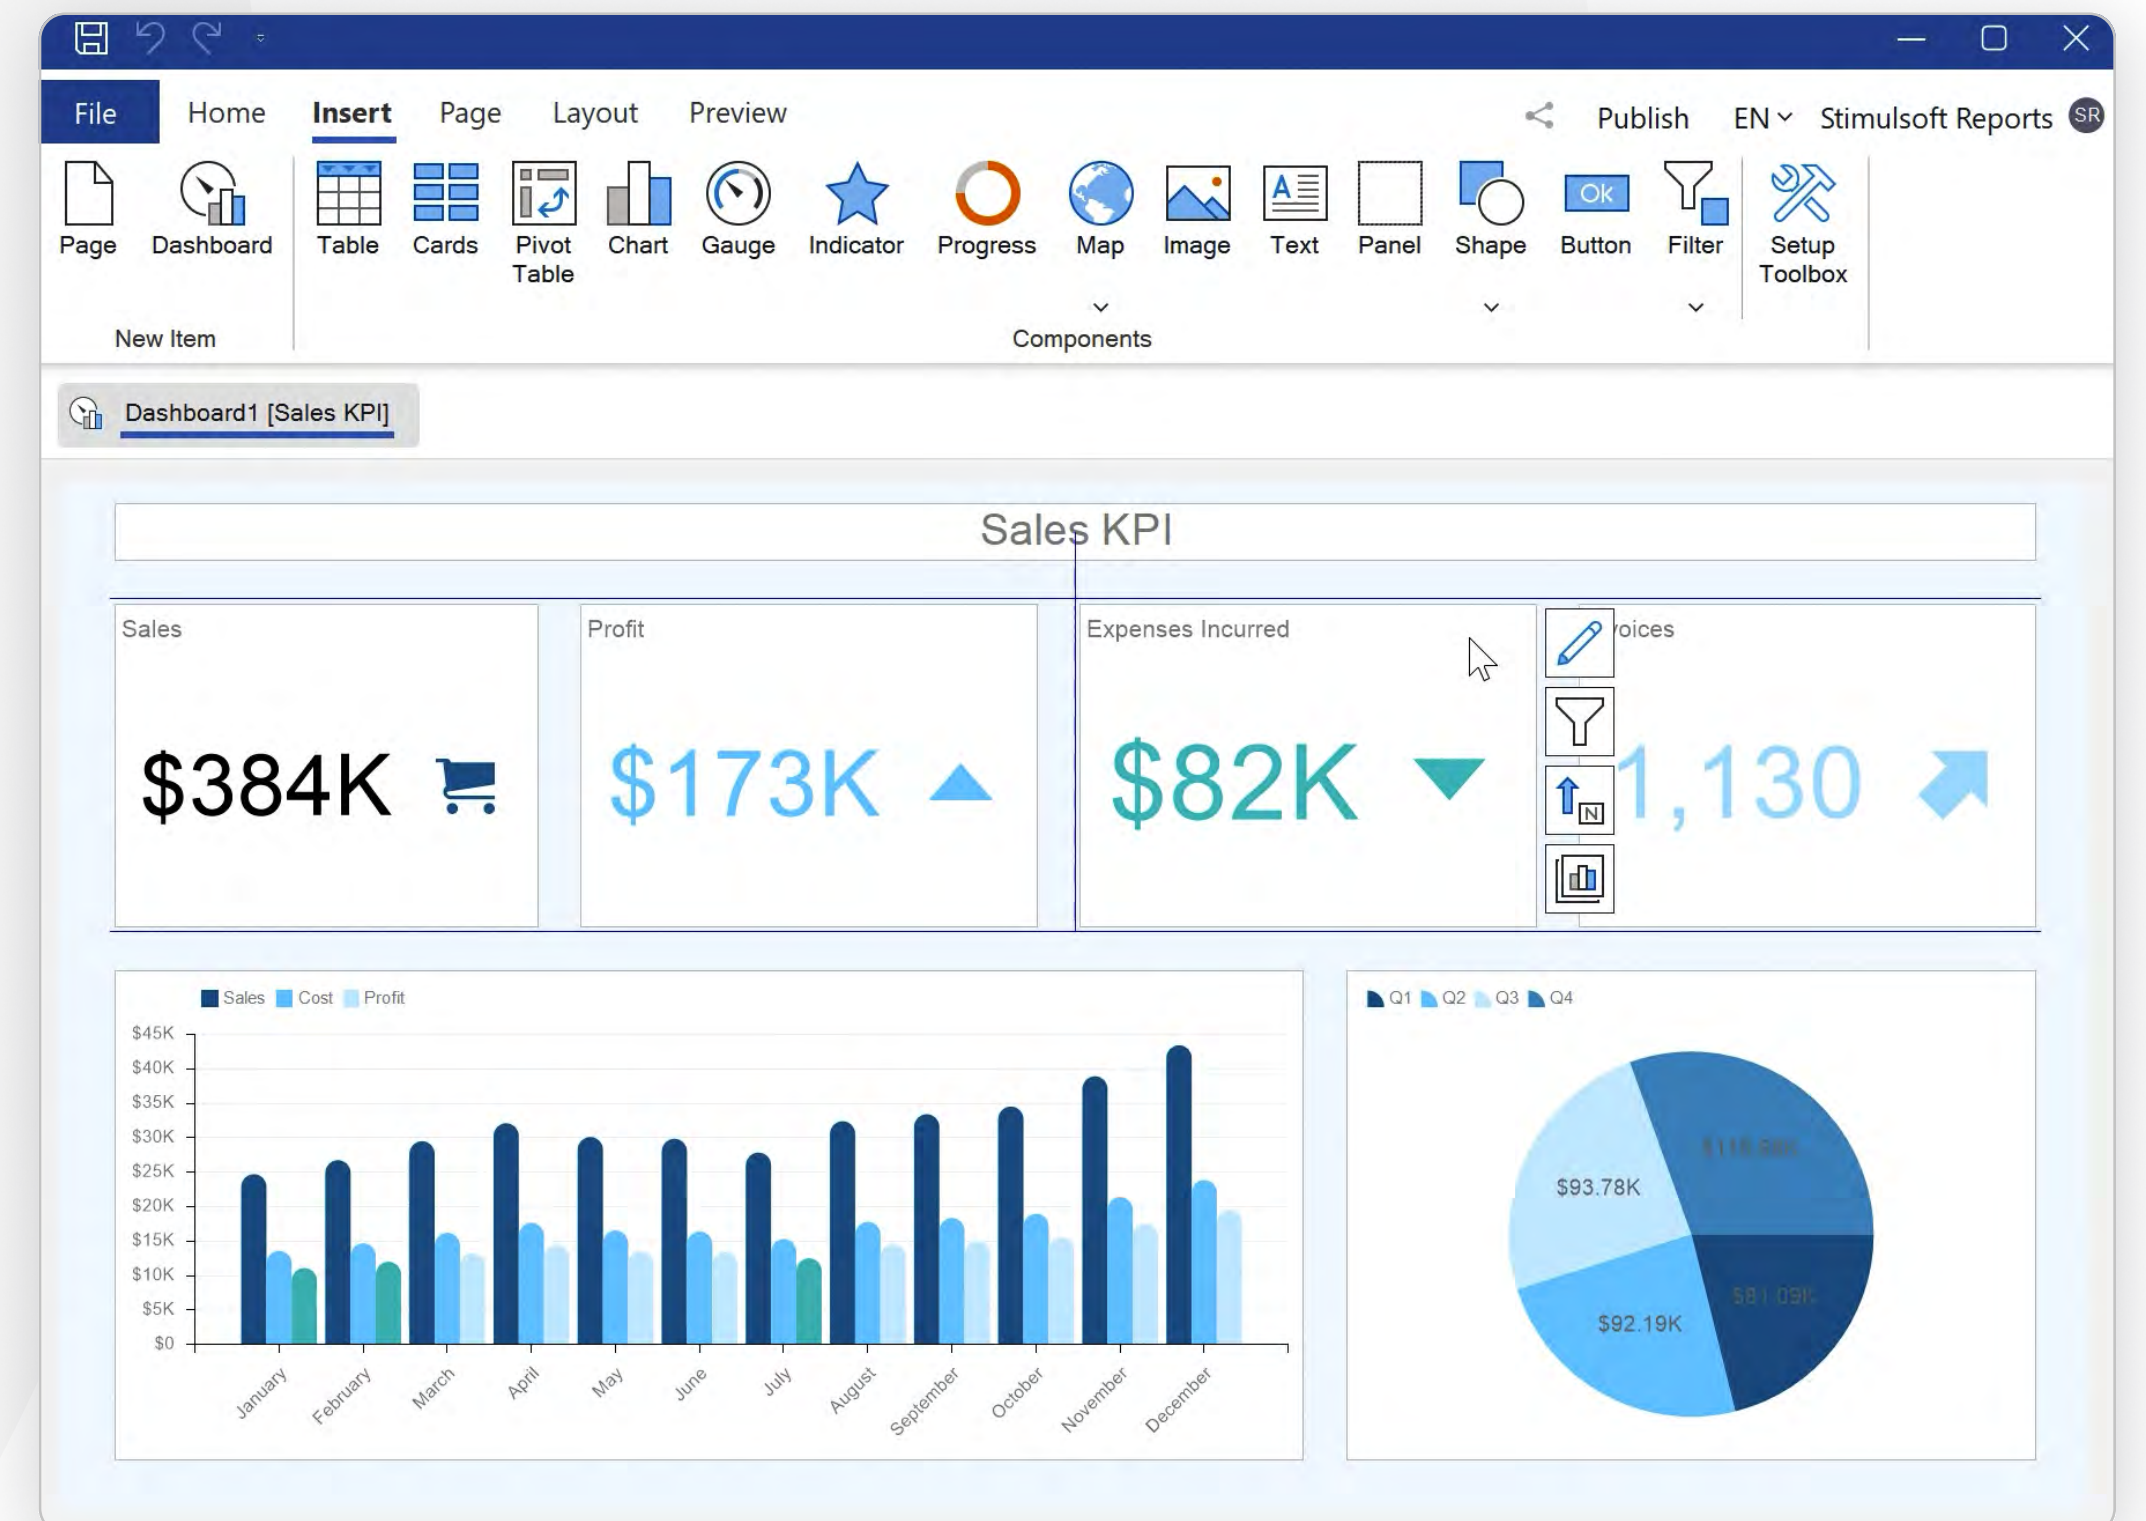 File Home Insert Page Layout Preview Publish EN Stimulsoft Reports SR
Page Dashboard Table Cards Pivot Table Chart Gauge Indicator Progress Map Image Text Panel Shape Button Filter Setup Toolbox
A
Ok
New Item Components
Dashboard1 [Sales KPI]
Sales KPI
Sales Profit Expenses Incurred voices
$384K $173K $82K 1,130
N
Sales Cost Profit
$45K
$40K
$35K
$30K
$25K
$20K
$15K
$10K
$5K
$0
January February March April May June July August September October November December
Q1 Q2 Q3 Q4
$93.78K
$81.09K
$92.19K